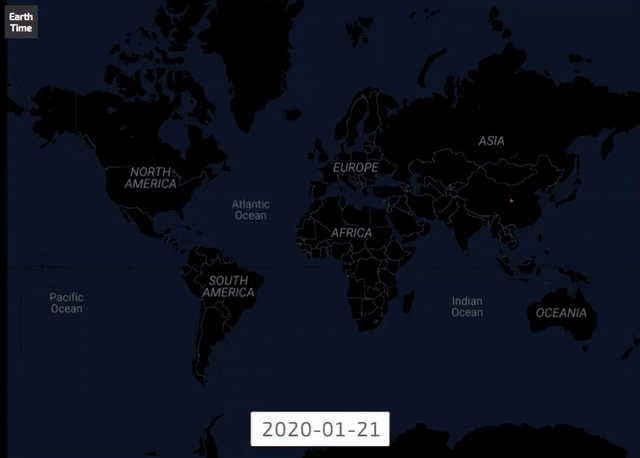 Earth
Time
ASIA
EUROPE
NORTH
AMERICA
Atlantic
Ocean
AFRICA
SOUTH
AMERICA
Pacific
Ocean
Indian
Ocean
OCEANIA
2020-01-21